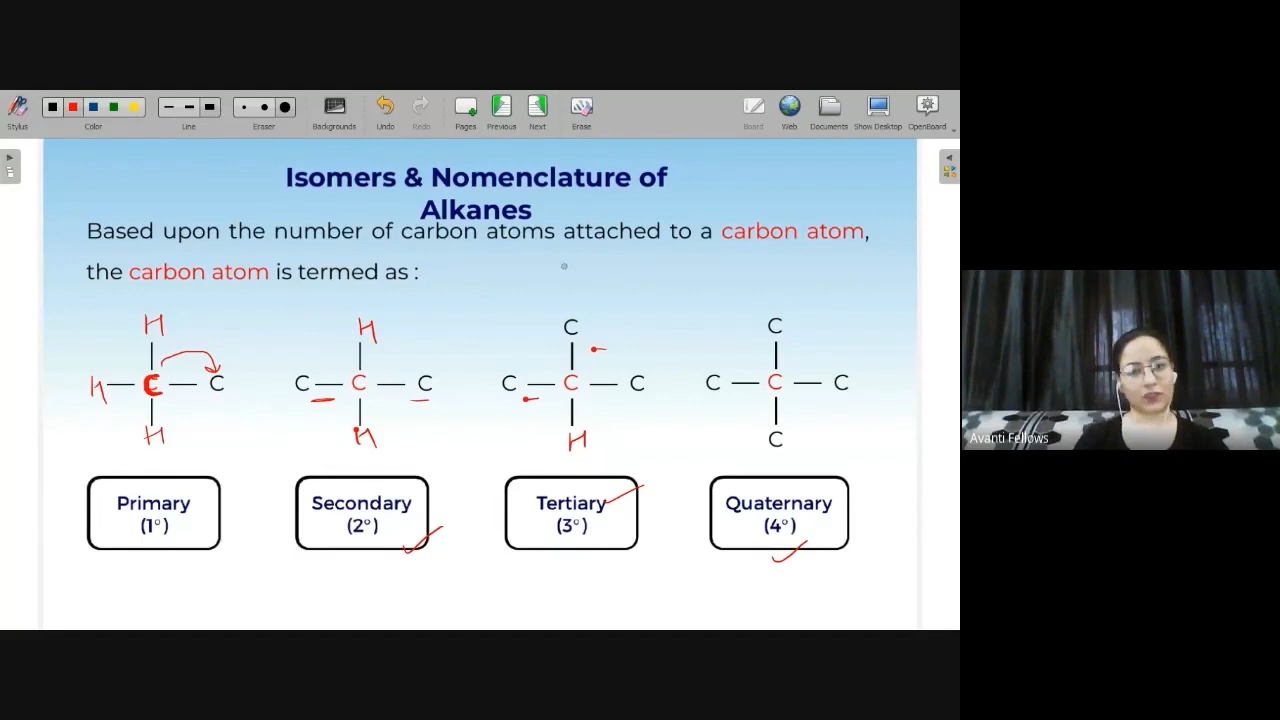 Stylus Color Line Eraser Backgrounds Undo Redo Pages Previous Next Erase Board Web Documents Show Desktop OpenBoard
Isomers & Nomenclature of
Alkanes
Based upon the number of carbon atoms attached to a carbon atom,
the carbon atom is termed as :
H H C C
H C C C C C C C C C C C
H H H C
Primary Secondary Tertiary Quaternary
(1°) (2°) (3°) (4°)
Avanti Fellows